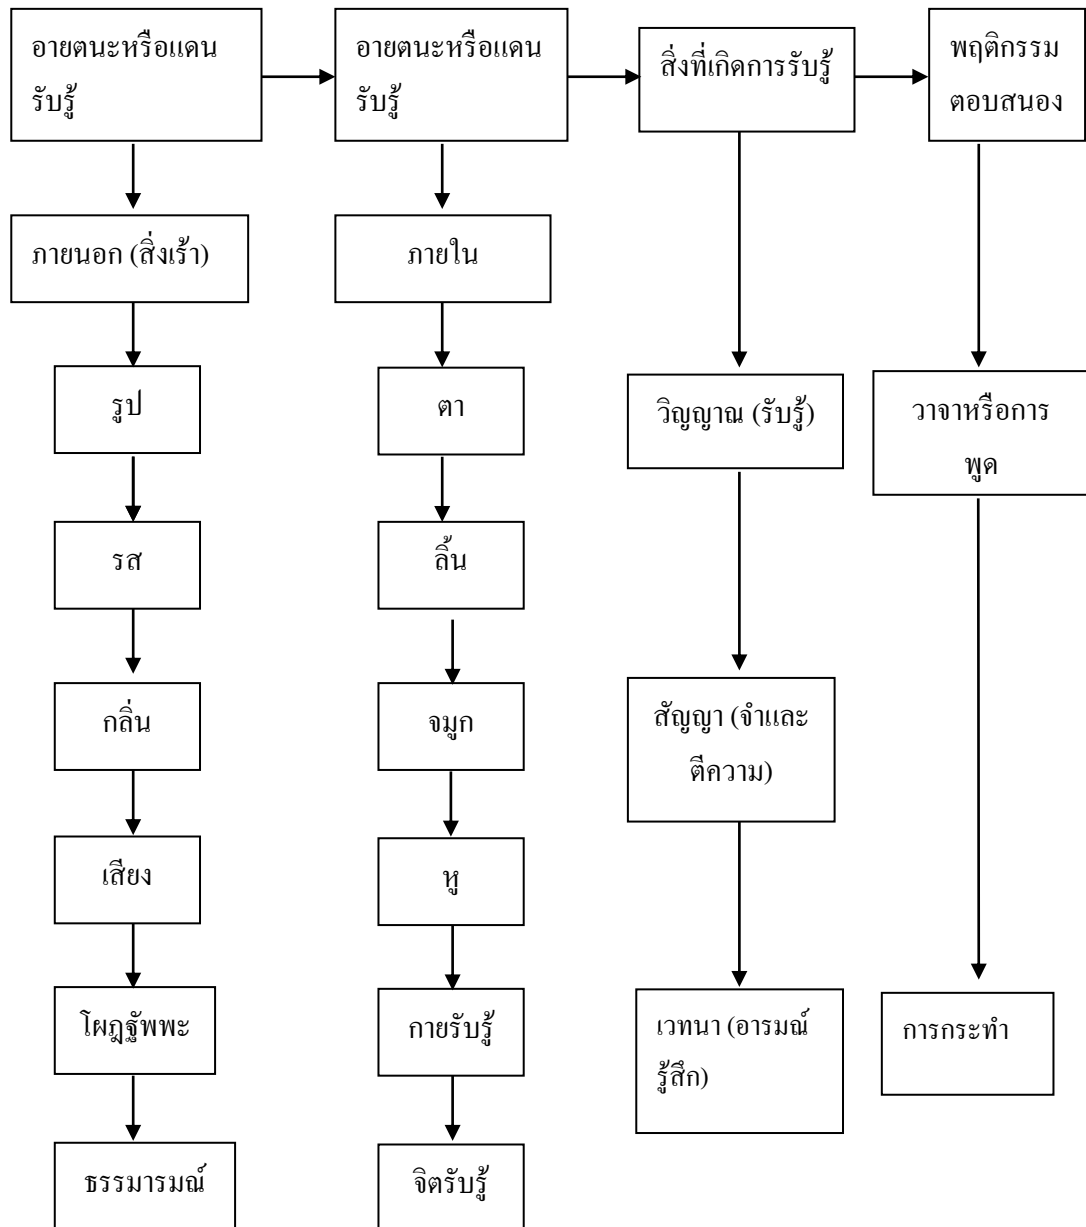 อายตนะหรือแดน
รับรู้
อายตนะหรือแดน
รับรู้
สิ่งที่เกิดการรับรู้
พฤติกรรม
ตอบสนอง
ภายนอก (สิ่งเร้า)
ภายใน
รูป
ตา
วิญญาณ (รับรู้)
วาจาหรือการ
พูด
รส
ลิ้น
กลิ่น
จมูก
สัญญา (จำและ
ตีความ)
เสียง
หู
โผฎฐัพพะ
กายรับรู้
เวทนา (อารมณ์
รู้สึก)
การกระทำ
ธรรมารมณ์
จิตรับรู้